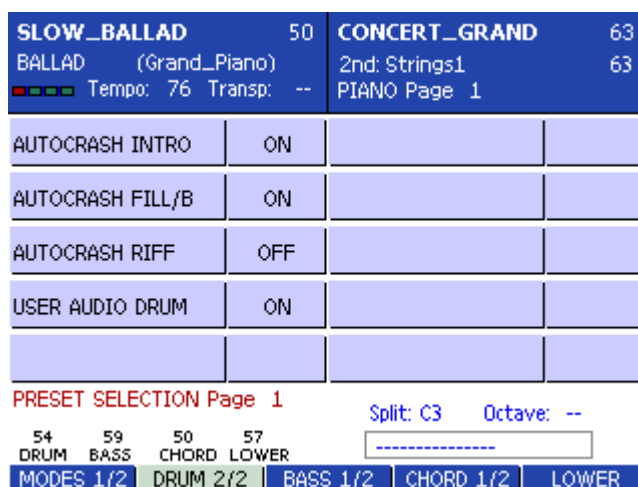 SLOW_BALLAD 50
BALLAD (Grand_Piano)
Tempo: 76 Transp: --
CONCERT_GRAND 63
2nd: Strings1 63
PIANO Page 1
AUTOCRASH INTRO ON
AUTOCRASH FILL/B ON
AUTOCRASH RIFF OFF
USER AUDIO DRUM ON
PRESET SELECTION Page 1
Split: C3 Octave: --
54 59 50 57
DRUM BASS CHORD LOWER
---------------
MODES 1/2 DRUM 2/2 BASS 1/2 CHORD 1/2 LOWER